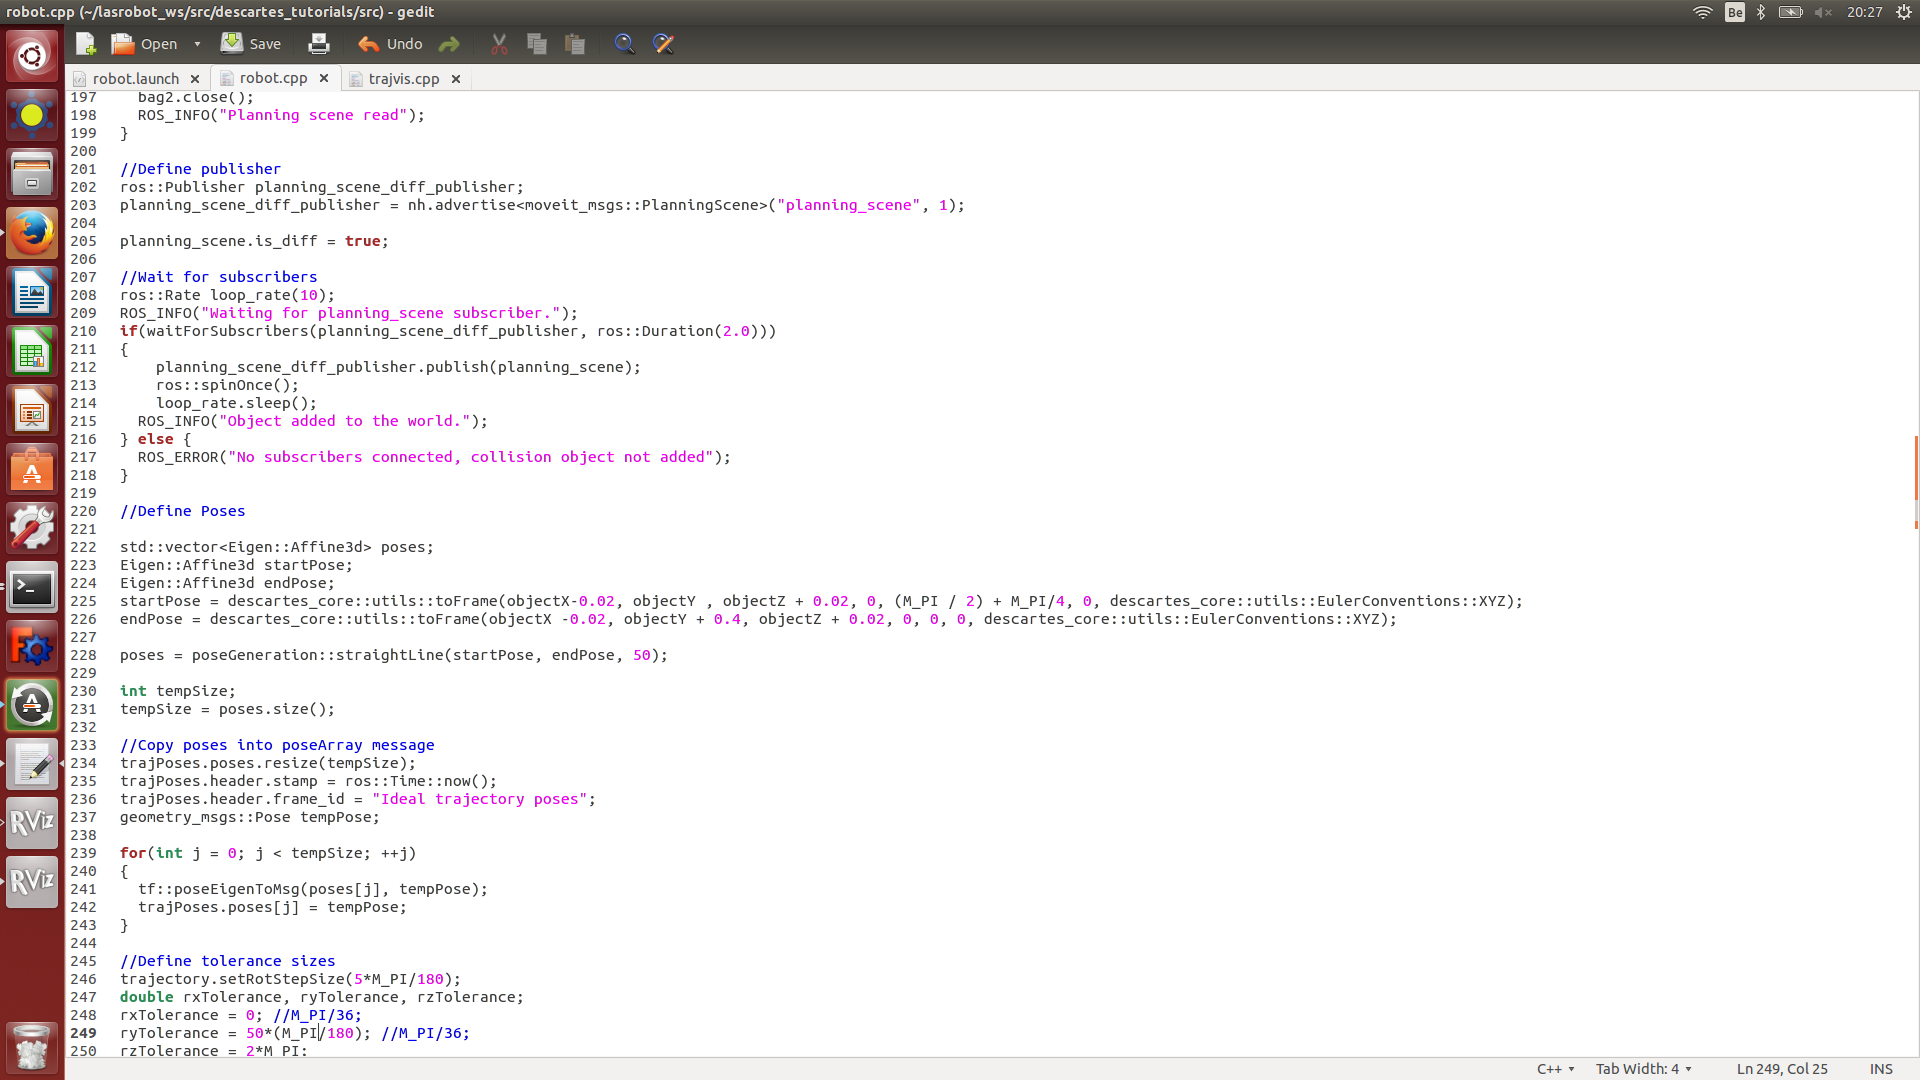 robot.cpp (~/lasrobot_ws/src/descartes_tutorials/src) - gedit
Be
20:27
Open
Save
Undo
robot.launch × robot.cpp × trajvis.cpp ×
197 bag2.close();
198 ROS_INFO("Planning scene read");
199 }
200
201 //Define publisher
202 ros::Publisher planning_scene_diff_publisher;
203 planning_scene_diff_publisher = nh.advertise<moveit_msgs::PlanningScene>("planning_scene", 1);
204
205 planning_scene.is_diff = true;
206
207 //Wait for subscribers
208 ros::Rate loop_rate(10);
209 ROS_INFO("Waiting for planning_scene subscriber.");
210 if(waitForSubscribers(planning_scene_diff_publisher, ros::Duration(2.0)))
211 {
212 planning_scene_diff_publisher.publish(planning_scene);
213 ros::spinOnce();
214 loop_rate.sleep();
215 ROS_INFO("Object added to the world.");
216 } else {
217 ROS_ERROR("No subscribers connected, collision object not added");
218 }
219
220 //Define Poses
221
222 std::vector<Eigen::Affine3d> poses;
223 Eigen::Affine3d startPose;
224 Eigen::Affine3d endPose;
225 startPose = descartes_core::utils::toFrame(objectX-0.02, objectY , objectZ + 0.02, 0, (M_PI / 2) + M_PI/4, 0, descartes_core::utils::EulerConventions::XYZ);
226 endPose = descartes_core::utils::toFrame(objectX -0.02, objectY + 0.4, objectZ + 0.02, 0, 0, 0, descartes_core::utils::EulerConventions::XYZ);
227
228 poses = poseGeneration::straightLine(startPose, endPose, 50);
229
230 int tempSize;
231 tempSize = poses.size();
232
233 //Copy poses into poseArray message
234 trajPoses.poses.resize(tempSize);
235 trajPoses.header.stamp = ros::Time::now();
236 trajPoses.header.frame_id = "Ideal trajectory poses";
237 geometry_msgs::Pose tempPose;
238
239 for(int j = 0; j < tempSize; ++j)
240 {
241 tf::poseEigenToMsg(poses[j], tempPose);
242 trajPoses.poses[j] = tempPose;
243 }
244
245 //Define tolerance sizes
246 trajectory.setRotStepSize(5*M_PI/180);
247 double rxTolerance, ryTolerance, rzTolerance;
248 rxTolerance = 0; //M_PI/36;
249 ryTolerance = 50*(M_PI/180); //M_PI/36;
250 rzTolerance = 2*M_PI;
RViz
RViz
C++ Tab Width: 4 Ln 249, Col 25 INS